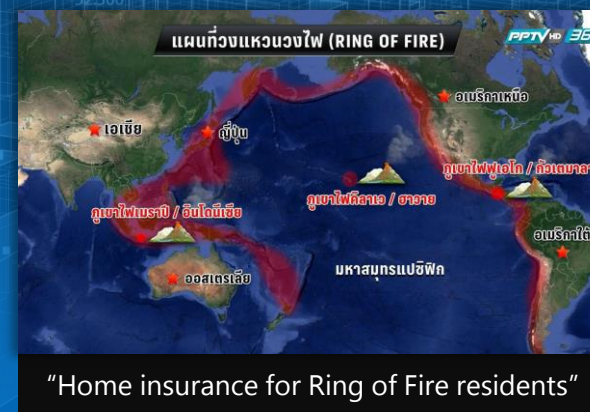 32,500
แผนที่วงแหวนวงไฟ (RING OF FIRE)
PPTV HD 36
อเมริกาเหนือ
เอเชีย
ญี่ปุ่น
ภูเขาไฟฟูเอโก / กัวเตมาลา
ภูเขาไฟคิลาเว / ฮาวาย
ภูเขาไฟเมราปี / อินโดนีเซีย
อเมริกาใต้
มหาสมุทรแปซิฟิก
ออสเตรเลีย
“Home insurance for Ring of Fire residents”